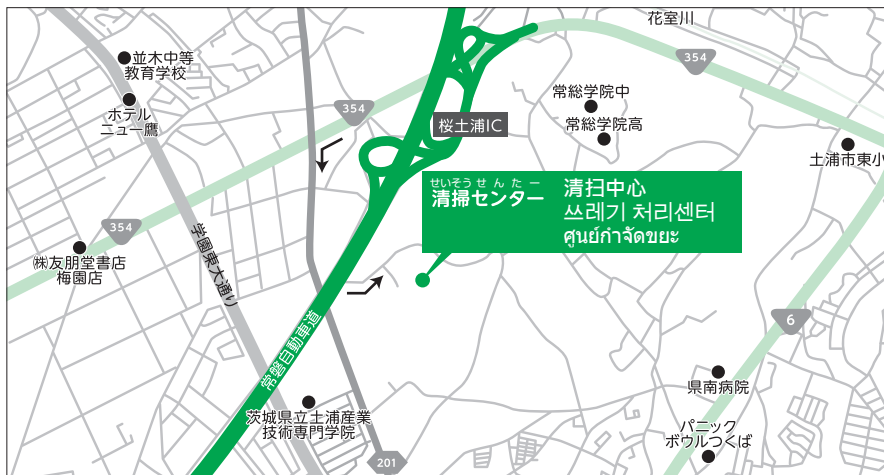 花室川
354
並木中等
教育学校
ホテル
ニュー鷹
354
常総学院中
常総学院高
桜土浦IC
土浦市東小
せいそうせんたー
清掃センター
清扫中心
쓰레기 처리센터
ศูนย์กำจัดขยะ
354
㈱友朋堂書店
梅園店
学園東大通り
常磐自動車道
6
県南病院
茨城県立土浦産業
技術専門学院
パニック
ボウルつくば
201